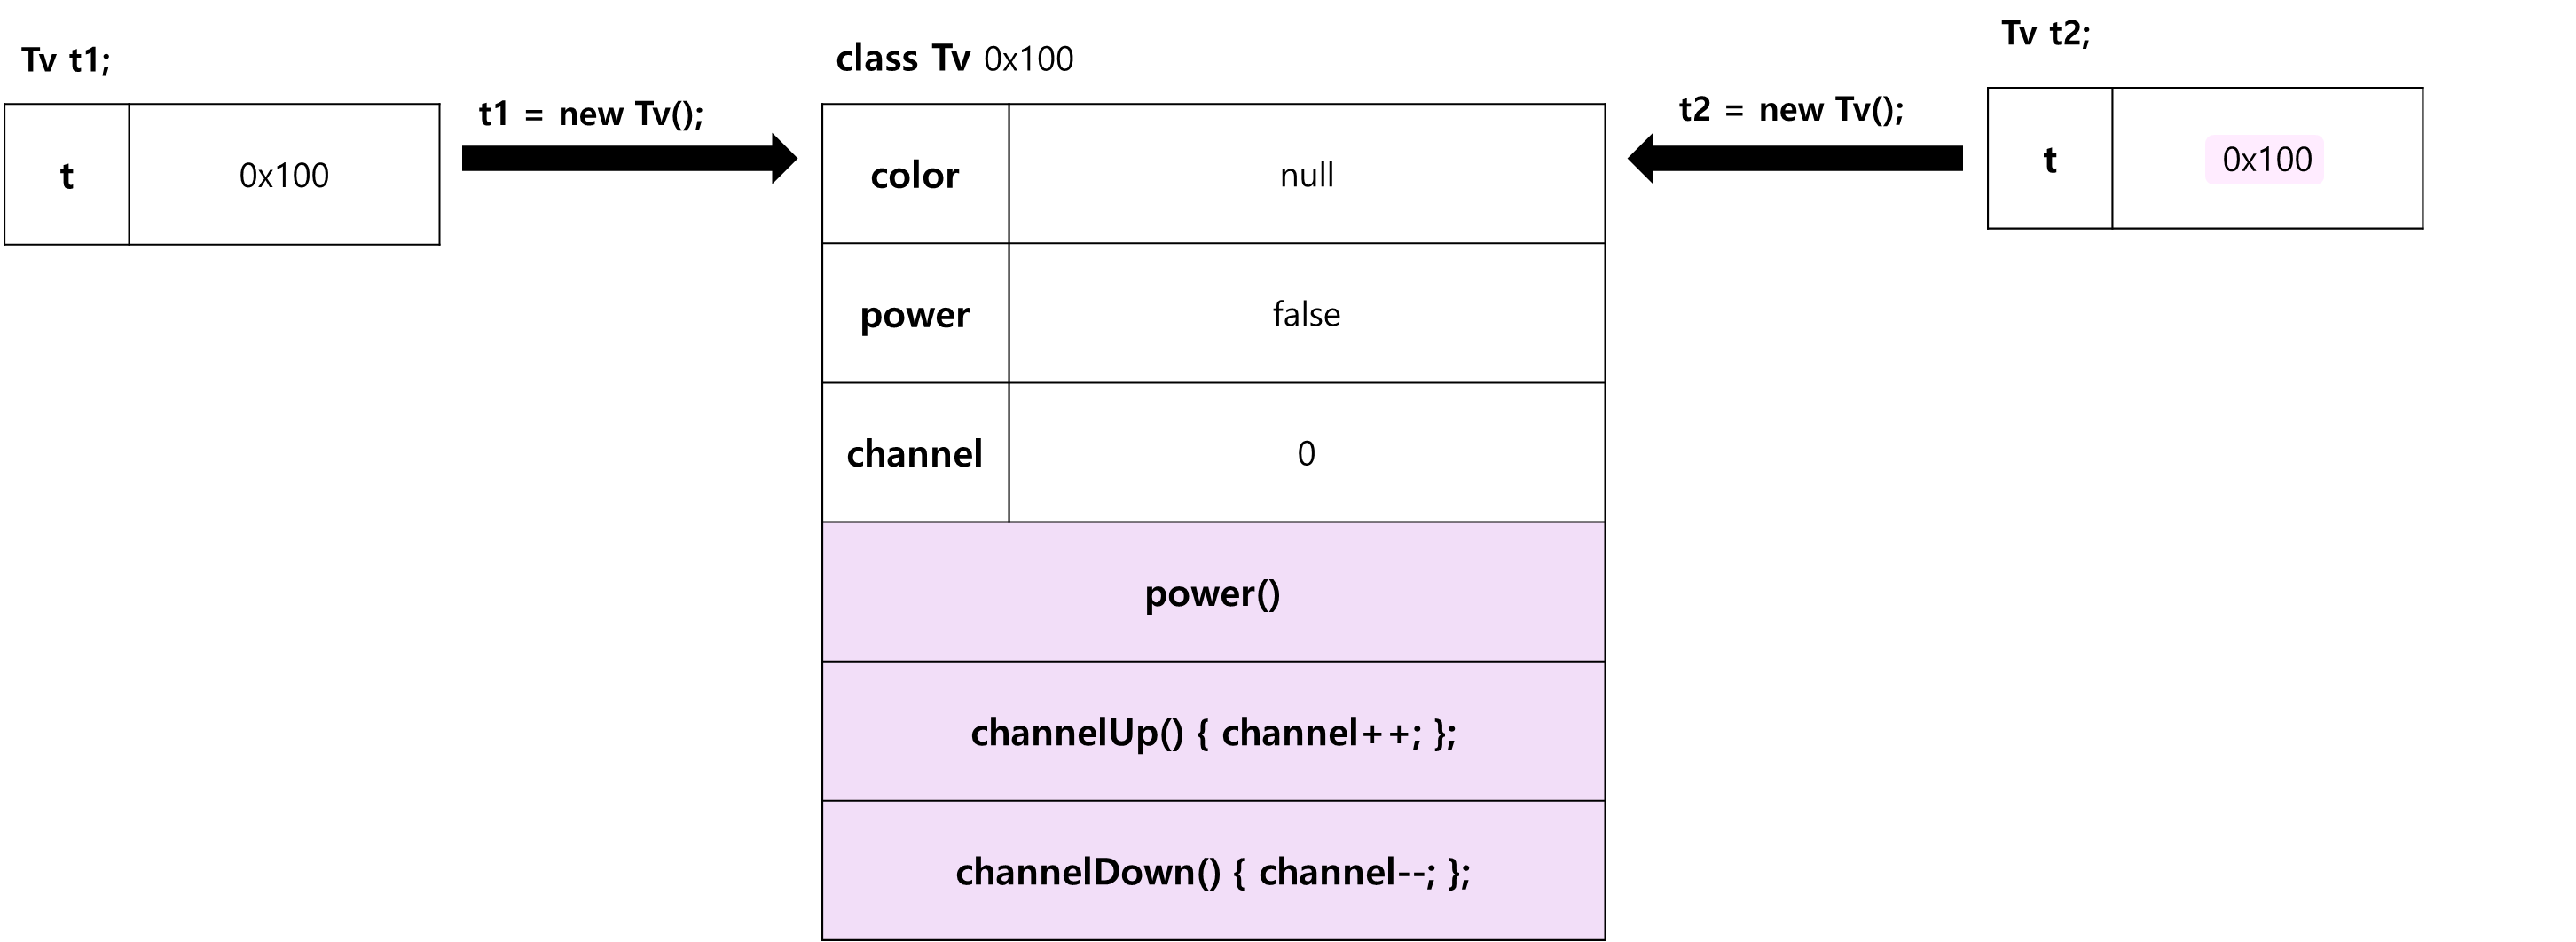 Tv t1;
t
0x100
t1 = new Tv();
class Tv 0x100
color
null
power
false
channel
0
power()
channelUp() { channel++; };
channelDown() { channel--; };
t2 = new Tv();
Tv t2;
t
0x100